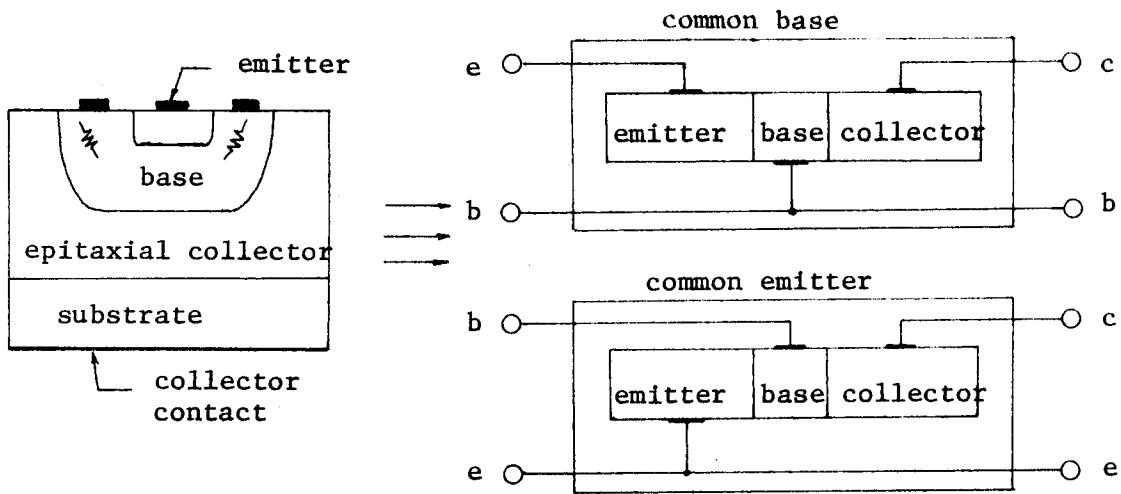 emitter
base
epitaxial collector
substrate
collector
contact
common base
e
c
emitter
base
collector
b
b
common emitter
b
c
emitter
base
collector
e
e